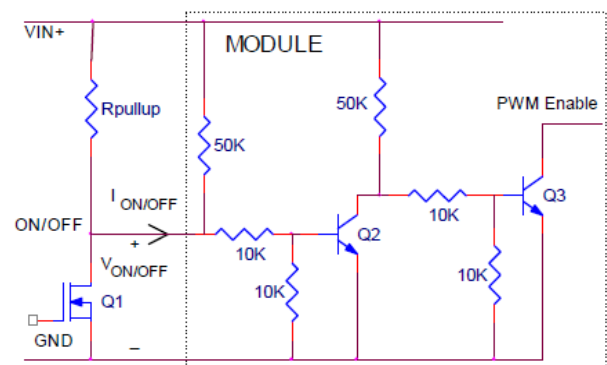 VIN+
MODULE
Rpullup
50K
50K
PWM Enable
I ON/OFF
ON/OFF
+
VON/OFF
10K
10K
Q2
10K
10K
Q3
Q1
GND
–